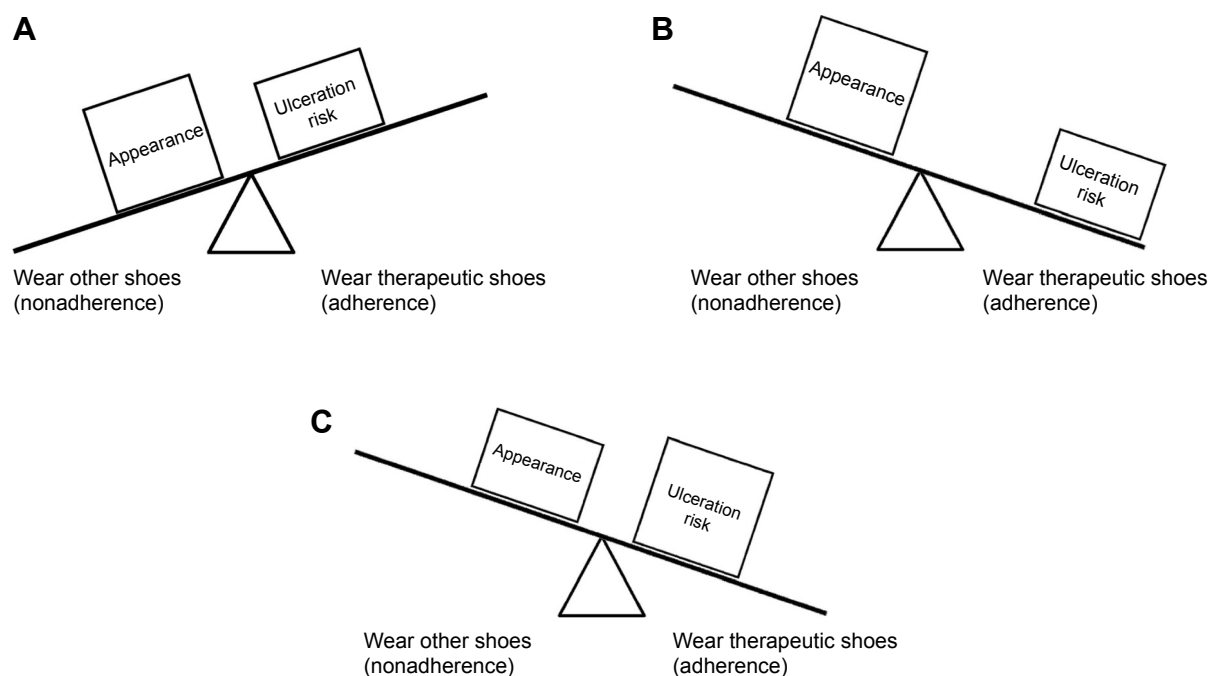 A
Appearance
Ulceration
risk
Wear other shoes
(nonadherence)
Wear therapeutic shoes
(adherence)
B
Appearance
Ulceration
risk
Wear other shoes
(nonadherence)
Wear therapeutic shoes
(adherence)
C
Appearance
Ulceration
risk
Wear other shoes
(nonadherence)
Wear therapeutic shoes
(adherence)